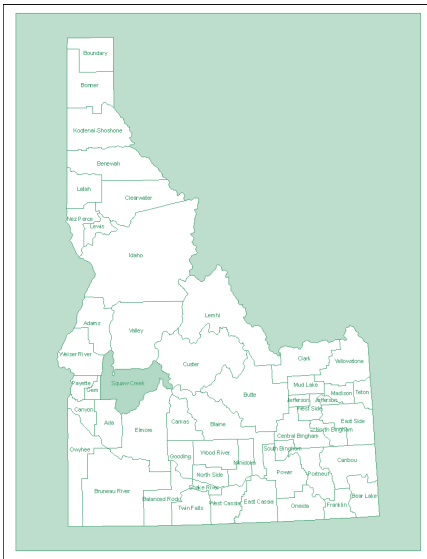 Boundary
Bonner
Kootenai-Shoshone
Benewah
Latah
Clearwater
Nez Perce
Lewis
Idaho
Lemhi
Adams
Valley
Weiser River
Custer
Clark
Yellowstone
Payette
Squaw Creek
Gem
Mud Lake
Madison
Teton
Butte
Jefferson
Jefferson
Canyon
West Side
Ada
Elmore
Camas
Blaine
East Side
North Bingham
Central Bingham
Owyhee
Gooding
Wood River
South Bingham
Minidoka
Caribou
North Side
Power
Portneuf
Bruneau River
Snake River
Balanced Rock
West Cassia
East Cassia
Bear Lake
Twin Falls
Oneida
Franklin